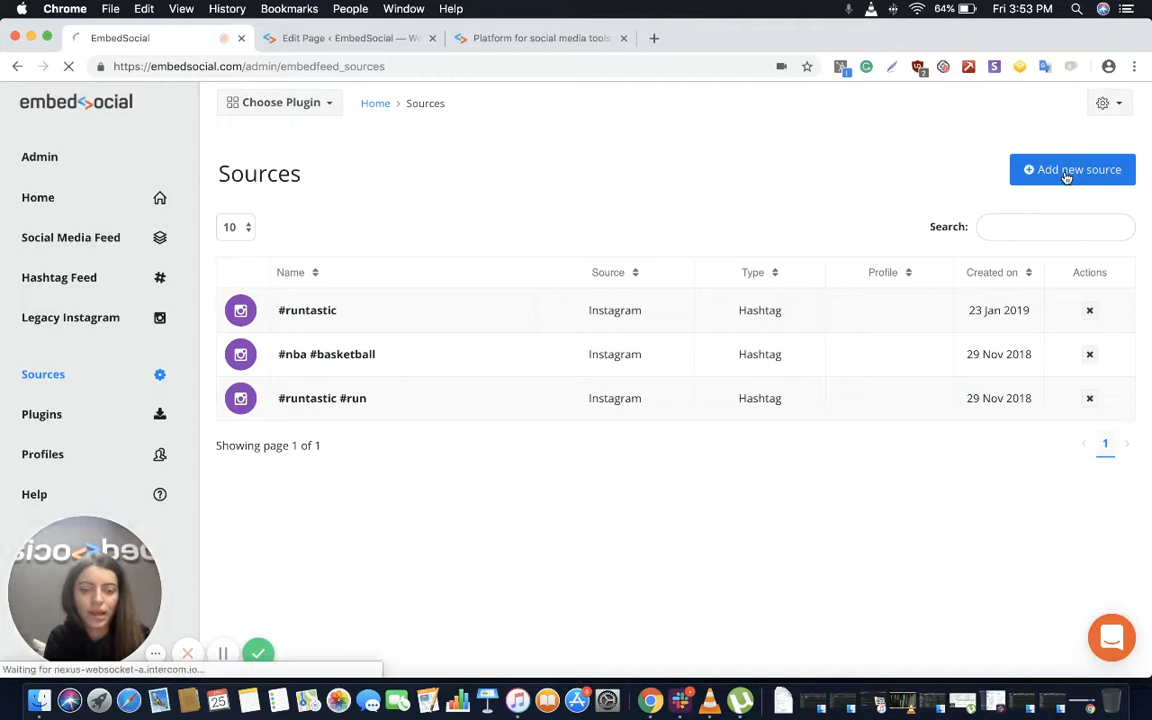 Chrome File Edit View History Bookmarks People Window Help 64% Fri 3:53 PM
EmbedSocial Edit Page ‹ EmbedSocial — Wo Platform for social media tools
https://embedsocial.com/admin/embedfeed_sources
embedsocial
Choose Plugin Home > Sources
Admin
Home
Social Media Feed
Hashtag Feed
Legacy Instagram
Sources
Plugins
Profiles
Help
Sources
Add new source
10
Search:
Name Source Type Profile Created on Actions
#runtastic Instagram Hashtag 23 Jan 2019
#nba #basketball Instagram Hashtag 29 Nov 2018
#runtastic #run Instagram Hashtag 29 Nov 2018
Showing page 1 of 1
‹ 1 ›
Waiting for nexus-websocket-a.intercom.io...
25